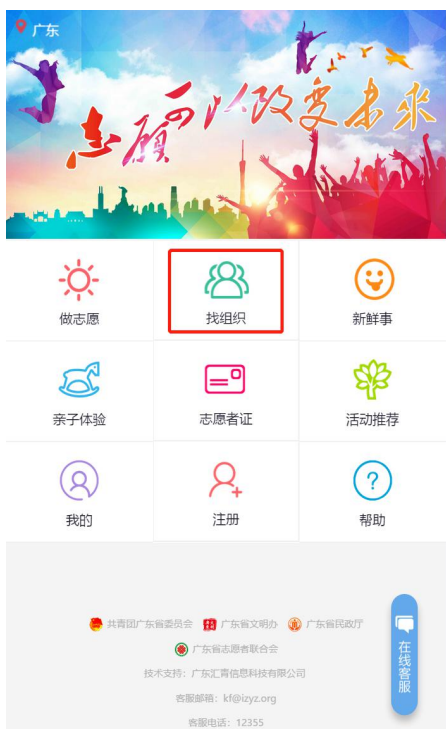 广东
志愿可以改变未来
做志愿
找组织
新鲜事
亲子体验
志愿者证
活动推荐
我的
注册
?
帮助
共青团广东省委员会 广东省文明办 广东省民政厅
广东省志愿者联合会
技术支持：广东汇青信息科技有限公司
客服邮箱：kf@izyz.org
客服电话：12355
在线客服